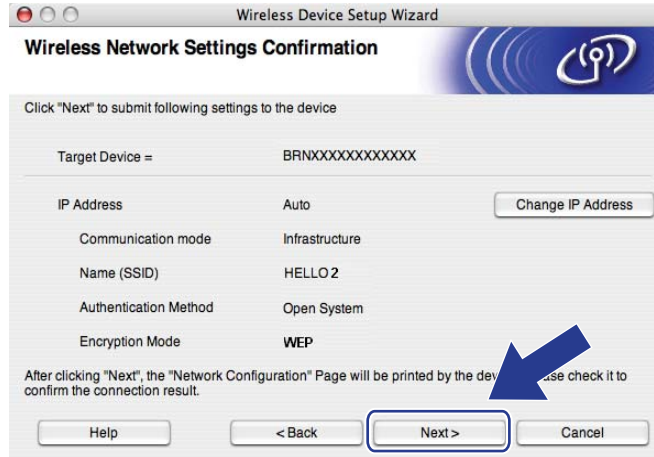 Wireless Device Setup Wizard
Wireless Network Settings Confirmation
Click "Next" to submit following settings to the device
Target Device = BRNXXXXXXXXXXXX
IP Address Auto Change IP Address
Communication mode Infrastructure
Name (SSID) HELLO 2
Authentication Method Open System
Encryption Mode WEP
After clicking "Next", the "Network Configuration" Page will be printed by the check it to
confirm the connection result.
Help < Back Next > Cancel